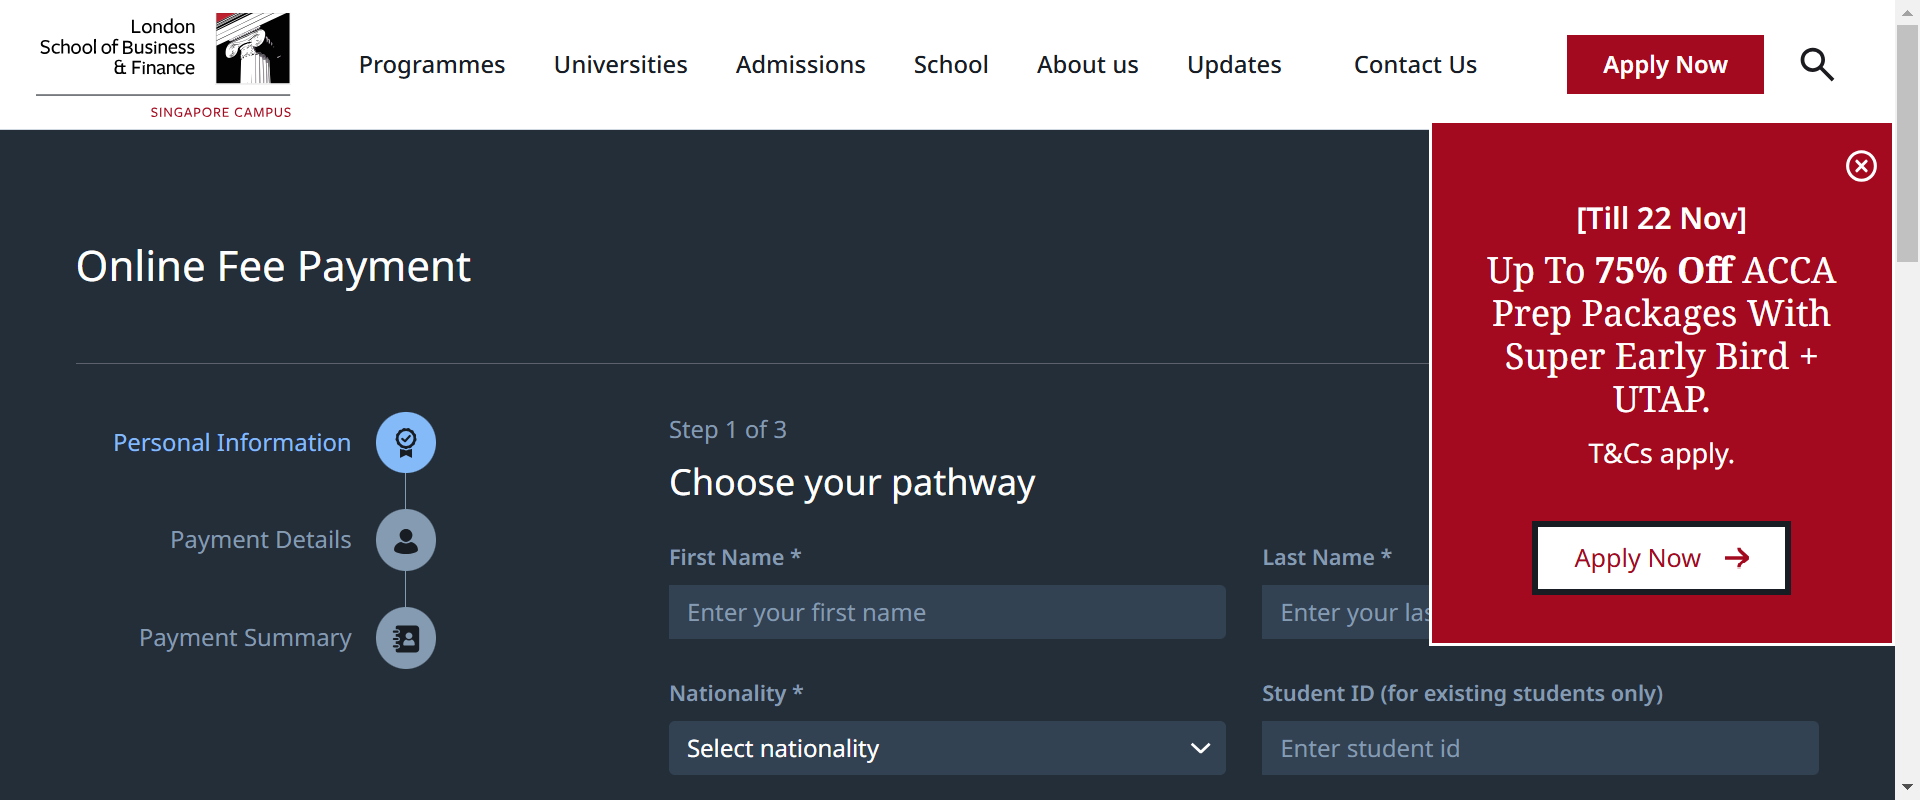 London
School of Business
& Finance
SINGAPORE CAMPUS
Programmes
Universities
Admissions
School
About us
Updates
Contact Us
Apply Now
[Till 22 Nov]
Up To 75% Off ACCA
Prep Packages With
Super Early Bird +
UTAP.
T&Cs apply.
Apply Now
Online Fee Payment
Personal Information
Payment Details
Payment Summary
Step 1 of 3
Choose your pathway
First Name *
Enter your first name
Last Name *
Enter your las
Nationality *
Select nationality
Student ID (for existing students only)
Enter student id